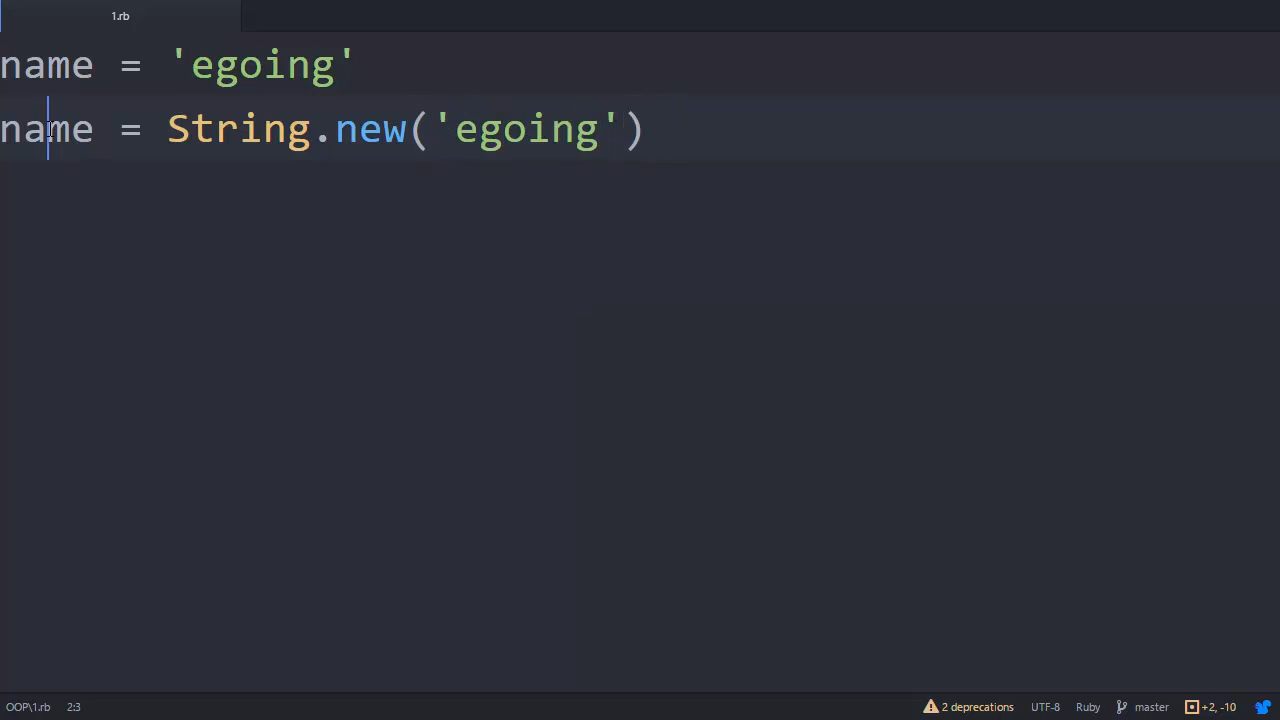 1.rb
name = 'egoing'
name = String.new('egoing')
OOP\1.rb 2:3 2 deprecations UTF-8 Ruby master +2, -10